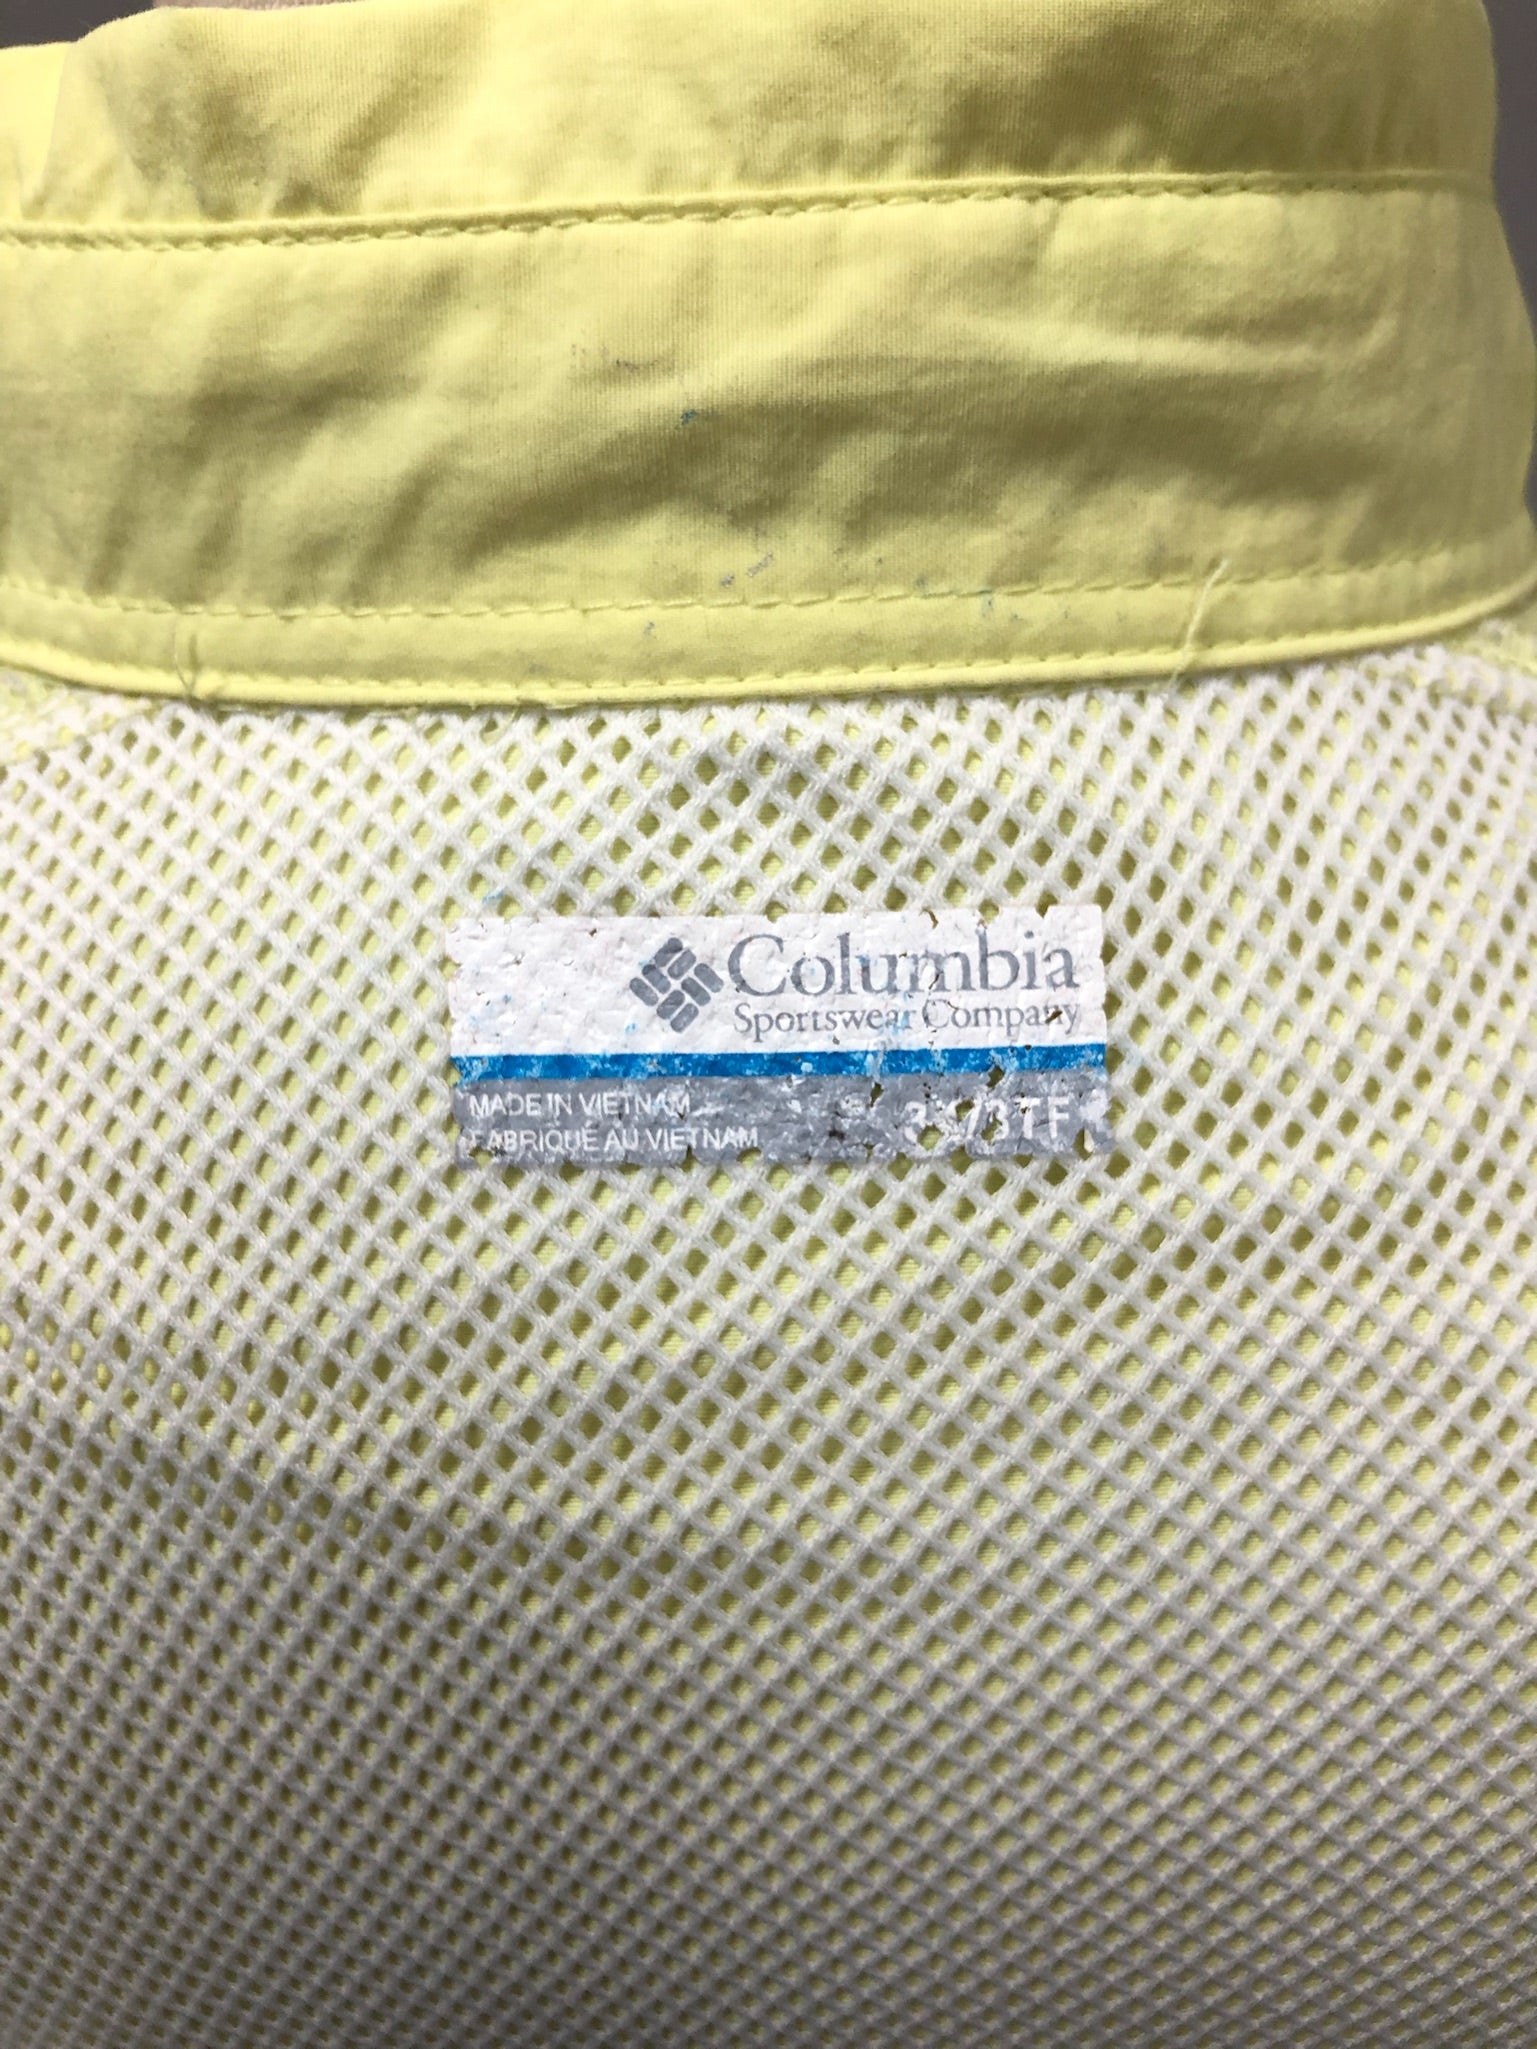 Columbia
Sportswear Company
MADE IN VIETNAM
FABRIQUÉ AU VIETNAM